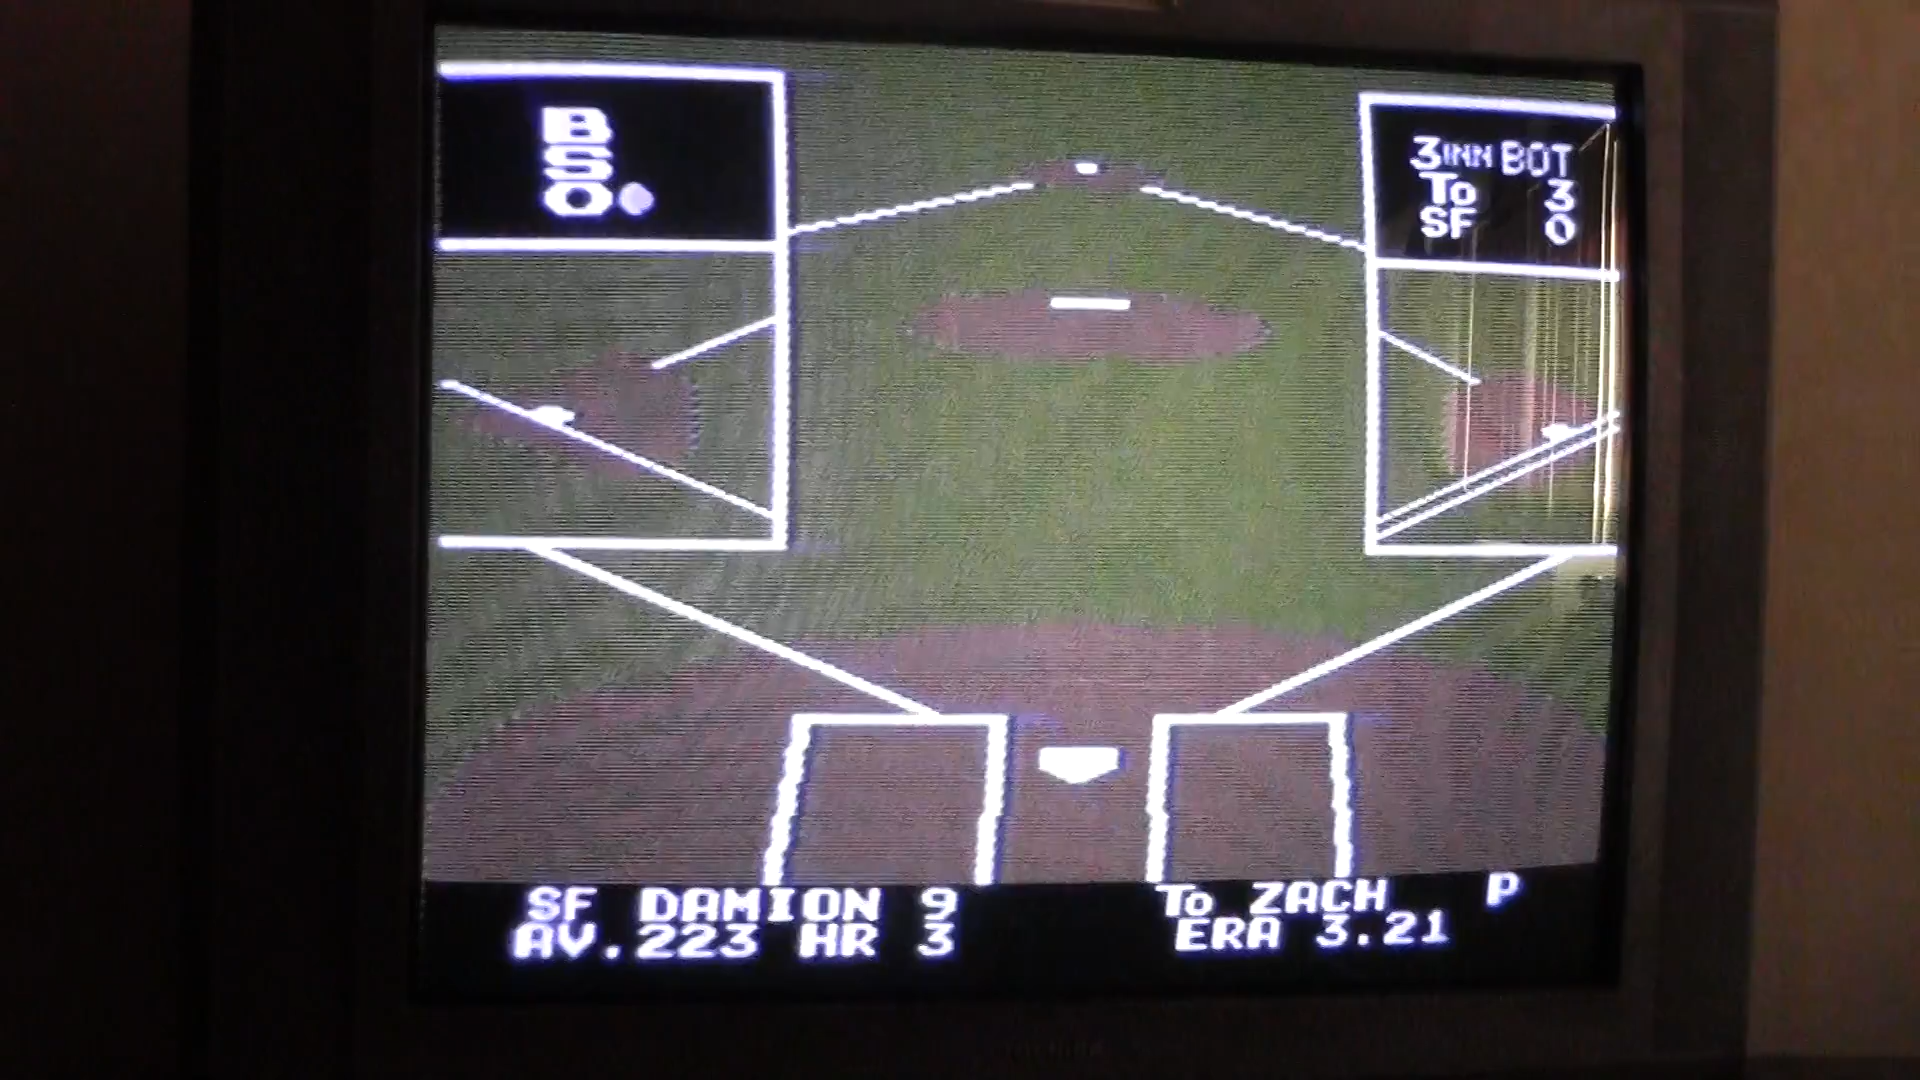 B
S
O
3INN BOT
To 3
SF 0
SF DAMION 9
AV.223 HR 3
To ZACH P
ERA 3.21